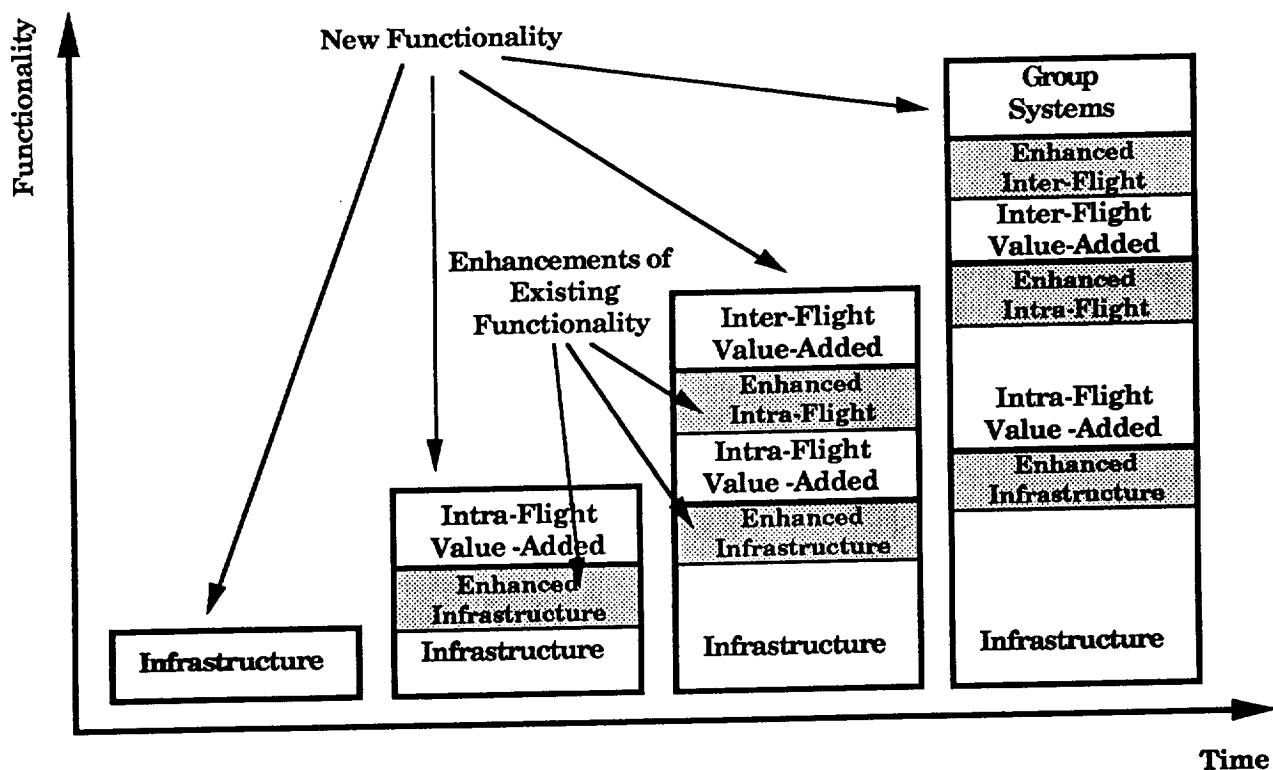 Functionality
New Functionality
Enhancements of
Existing
Functionality
Infrastructure
Intra-Flight
Value -Added
Enhanced
Infrastructure
Infrastructure
Inter-Flight
Value-Added
Enhanced
Intra-Flight
Intra-Flight
Value -Added
Enhanced
Infrastructure
Infrastructure
Group
Systems
Enhanced
Inter-Flight
Inter-Flight
Value-Added
Enhanced
Intra-Flight
Intra-Flight
Value -Added
Enhanced
Infrastructure
Infrastructure
Time